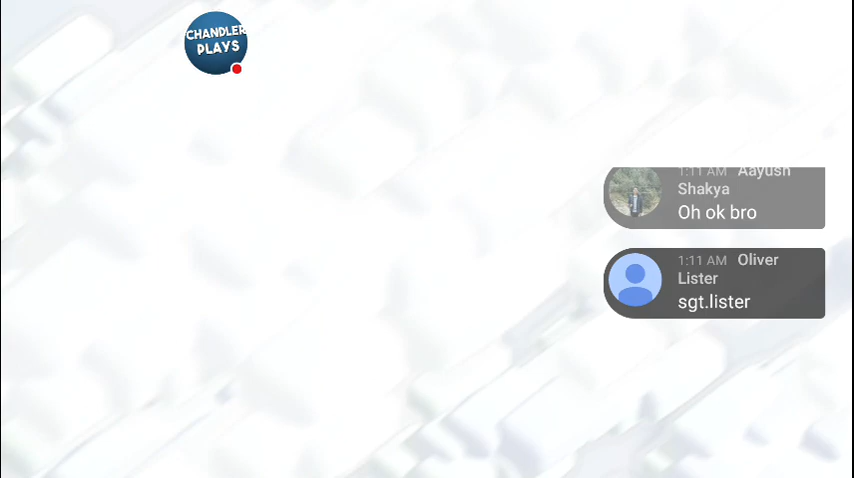 CHANDLER
PLAYS
1:11 AM Aayush
Shakya
Oh ok bro
1:11 AM Oliver
Lister
sgt.lister